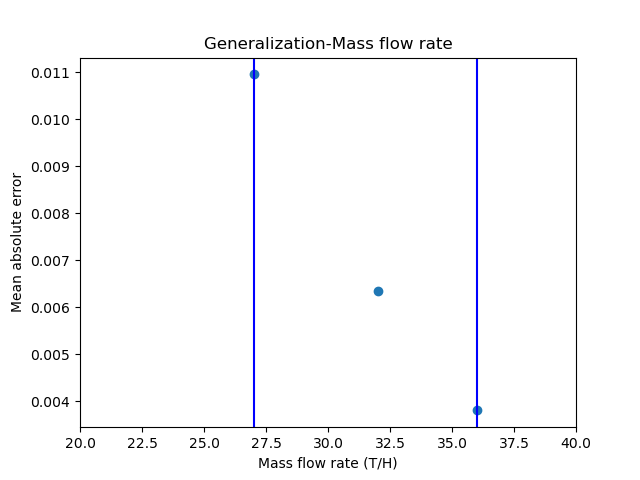 Generalization-Mass flow rate
Mean absolute error
0.011
0.010
0.009
0.008
0.007
0.006
0.005
0.004
20.0 22.5 25.0 27.5 30.0 32.5 35.0 37.5 40.0
Mass flow rate (T/H)